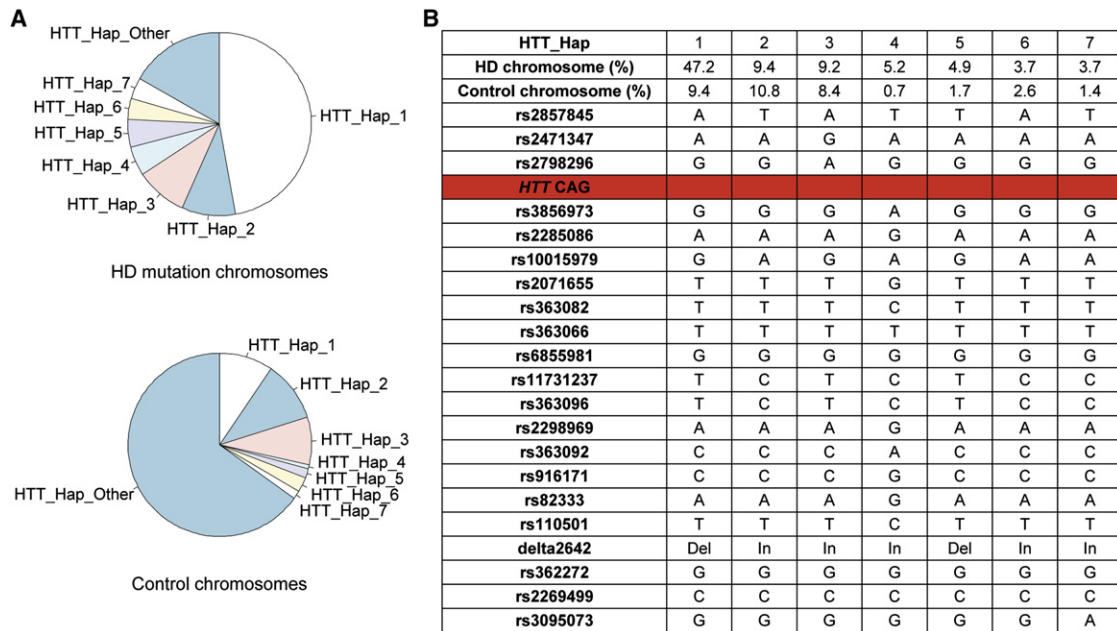 A
HTT_Hap_Other
HTT_Hap_7
HTT_Hap_6
HTT_Hap_5
HTT_Hap_4
HTT_Hap_3
HTT_Hap_2
HTT_Hap_1
HD mutation chromosomes
HTT_Hap_1
HTT_Hap_2
HTT_Hap_3
HTT_Hap_4
HTT_Hap_5
HTT_Hap_6
HTT_Hap_7
HTT_Hap_Other
Control chromosomes
B
HTT_Hap 1 2 3 4 5 6 7
HD chromosome (%) 47.2 9.4 9.2 5.2 4.9 3.7 3.7
Control chromosome (%) 9.4 10.8 8.4 0.7 1.7 2.6 1.4
rs2857845 A T A T T A T
rs2471347 A A G A A A A
rs2798296 G G A G G G G
HTT CAG
rs3856973 G G G A G G G
rs2285086 A A A G A A A
rs10015979 G A G A G A A
rs2071655 T T T G T T T
rs363082 T T T C T T T
rs363066 T T T T T T T
rs6855981 G G G G G G G
rs11731237 T C T C T C C
rs363096 T C T C T C C
rs2298969 A A A G A A A
rs363092 C C C A C C C
rs916171 C C C G C C C
rs82333 A A A G A A A
rs110501 T T T C T T T
delta2642 Del In In In Del In In
rs362272 G G G G G G G
rs2269499 C C C C C C C
rs3095073 G G G G G G A